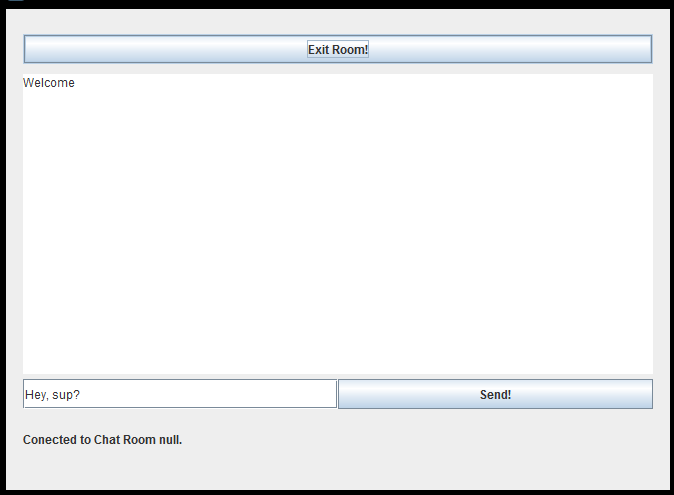 Exit Room!
Welcome
Hey, sup?
Send!
Conected to Chat Room null.